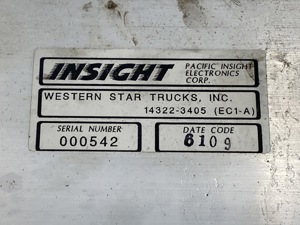 INSIGHT
PACIFIC INSIGHT
ELECTRONICS
CORP.
WESTERN STAR TRUCKS, INC.
14322-3405 (EC1-A)
SERIAL NUMBER
000542
DATE CODE
6109